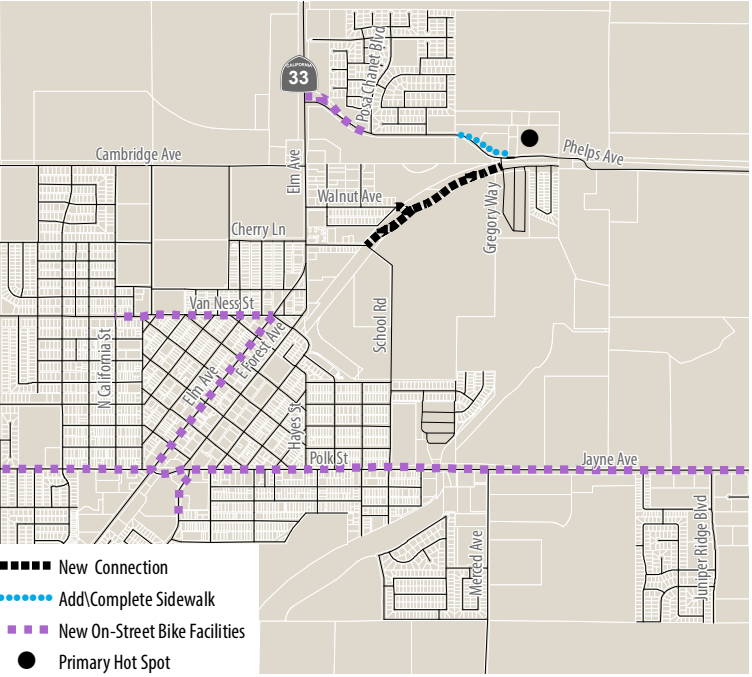 CALIFORNIA
33
Posa Chanet Blvd
Cambridge Ave
Elm Ave
Phelps Ave
Walnut Ave
Gregory Way
Cherry Ln
Van Ness St
N California St
School Rd
E Forest Ave
Elm Ave
Hayes St
Polk St
Jayne Ave
Merced Ave
Juniper Ridge Blvd
New Connection
Add\Complete Sidewalk
New On-Street Bike Facilities
Primary Hot Spot